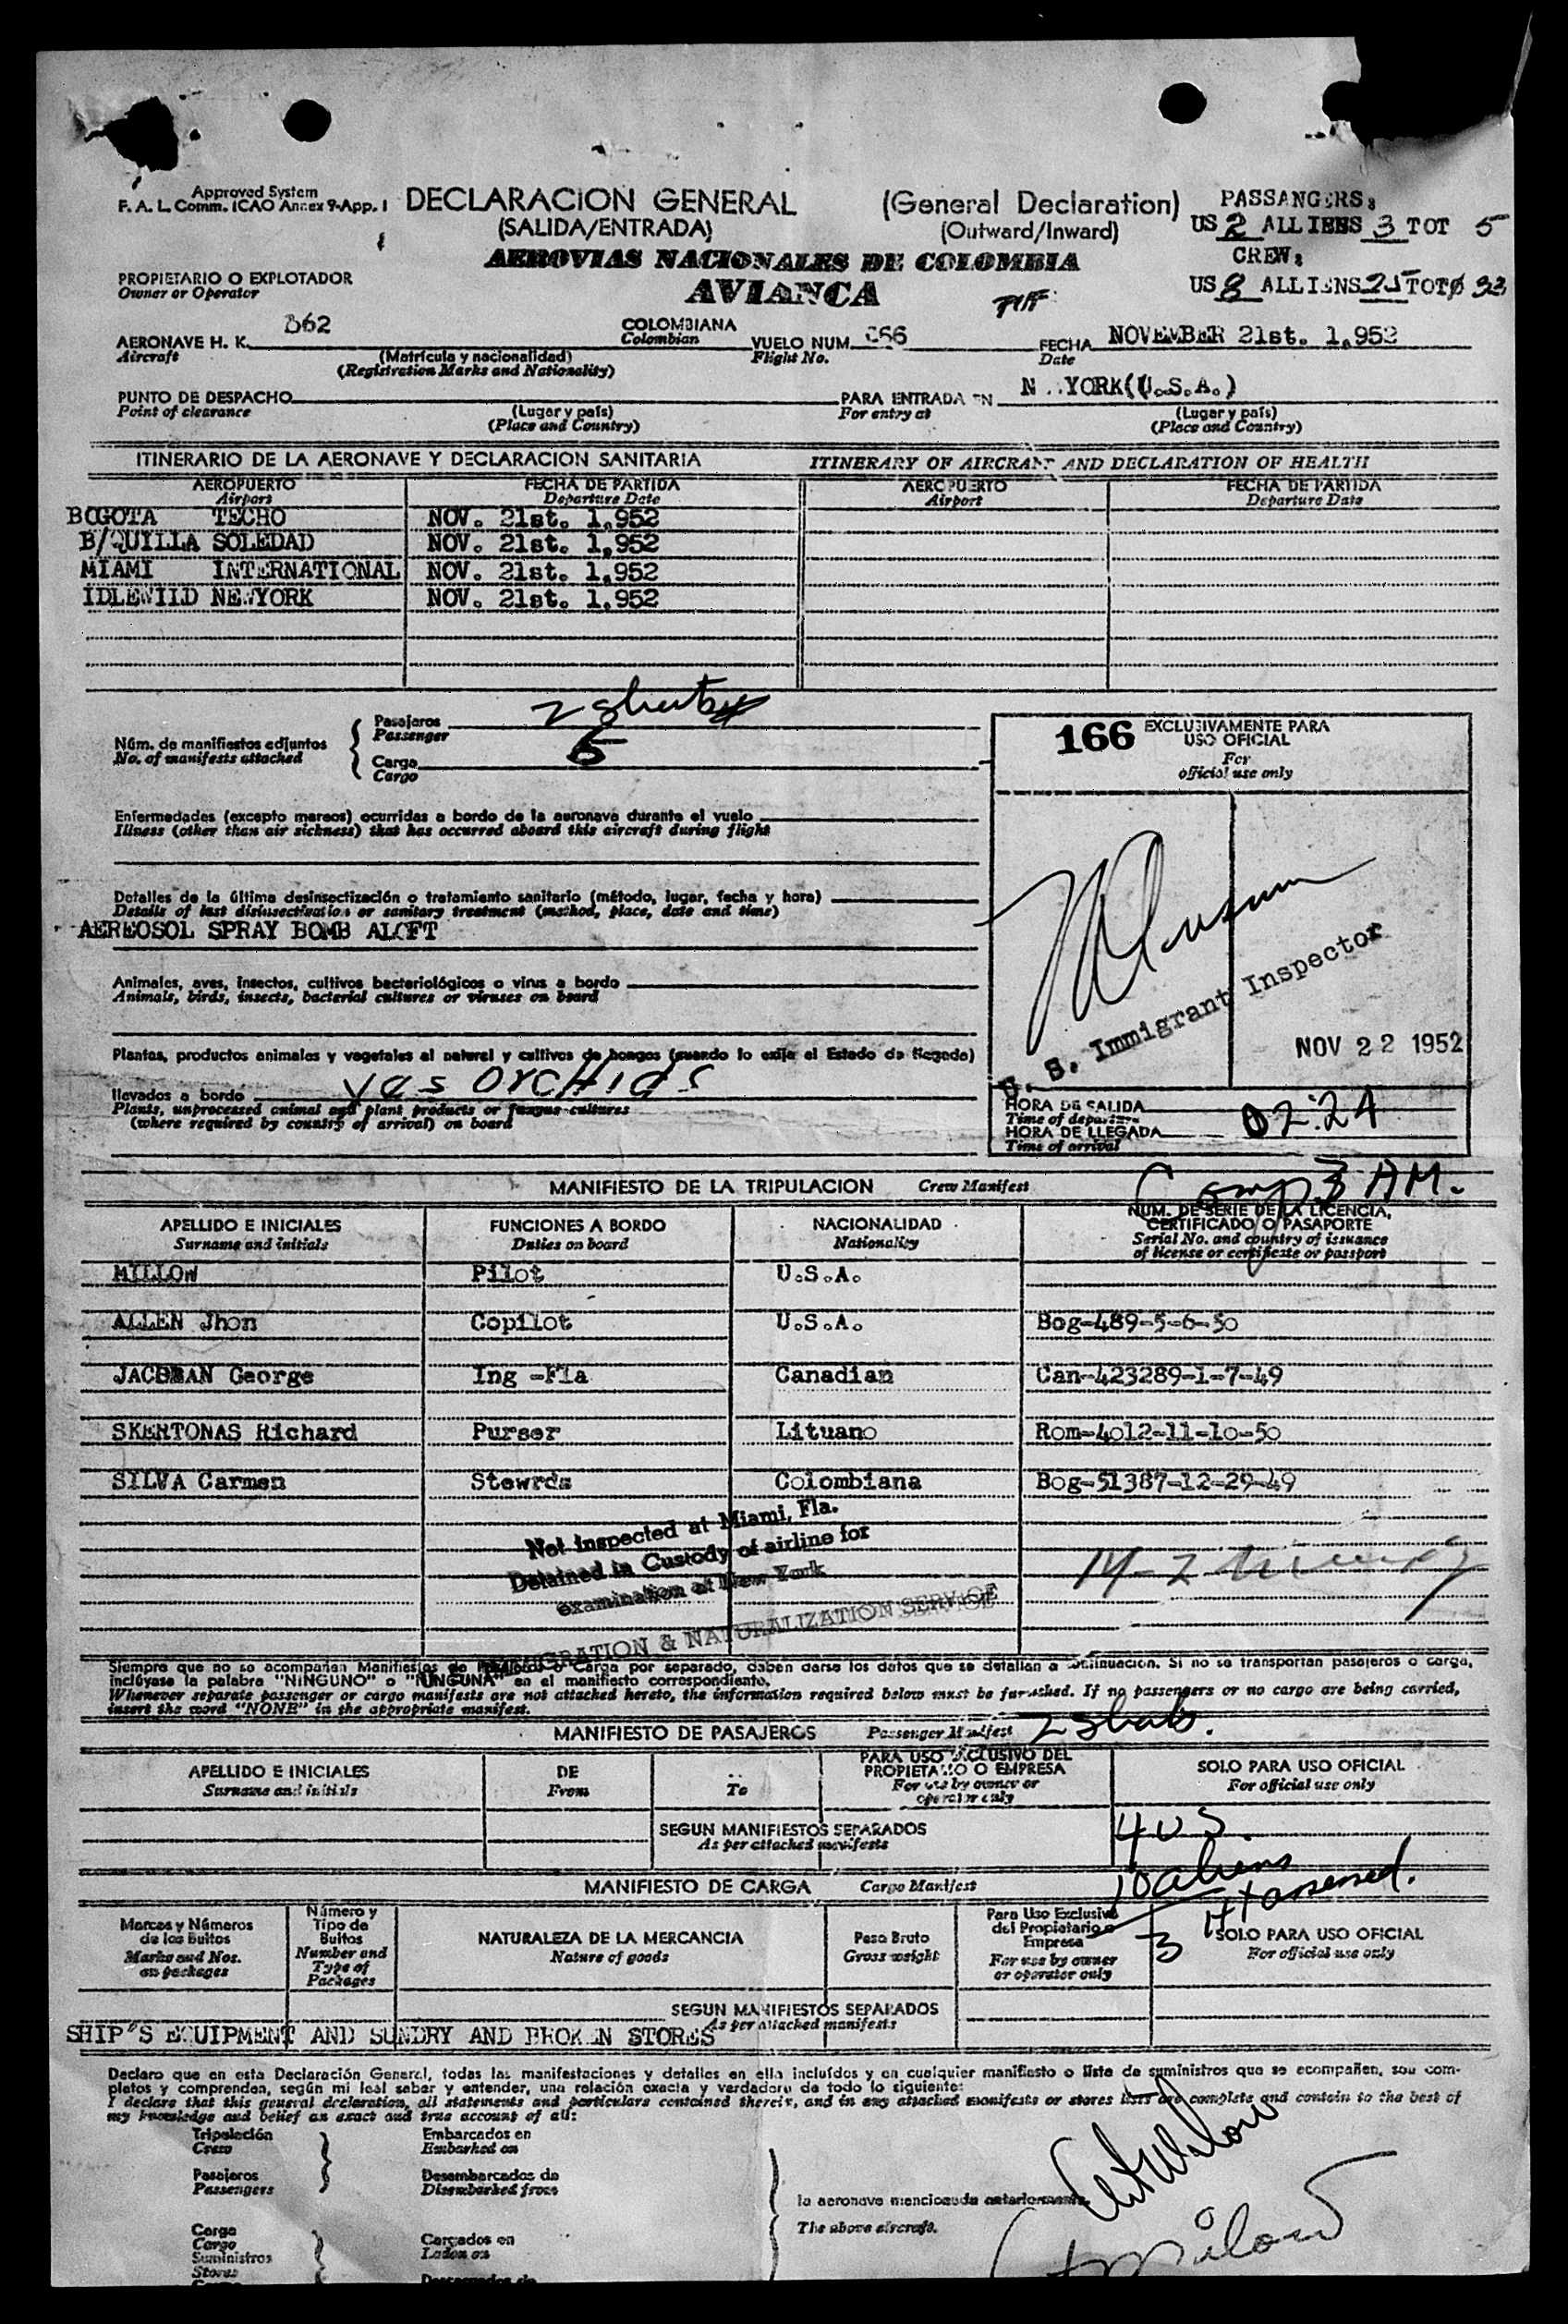 Approved System
F. A. L. Comm. ICAO Annex 9-App. 1
DECLARACION GENERAL (General Declaration)
(SALIDA/ENTRADA) (Outward/Inward)
AEROVIAS NACIONALES DE COLOMBIA
AVIANCA
PASSANGERS:
US 2 ALLIENS 3 TOT 5
CREW:
US 8 ALLIENS 25 TOT 33
PROPIETARIO O EXPLOTADOR
Owner or Operator
AERONAVE H. K. COLOMBIANA VUELO NUM. FECHA NOVEMBER 21st. 1,952
Aircraft Colombian Flight No. Date
(Matrícula y nacionalidad)
(Registration Marks and Nationality)
PUNTO DE DESPACHO PARA ENTRADA EN YORK(U.S.A.)
Point of clearance For entry at
(Lugar y país) (Lugar y país)
(Place and Country) (Place and Country)
ITINERARIO DE LA AERONAVE Y DECLARACION SANITARIA ITINERARY OF AIRCRAFT AND DECLARATION OF HEALTH
AEROPUERTO FECHA DE PARTIDA AEROPUERTO FECHA DE PARTIDA
Airport Departure Date Airport Departure Date
BOGOTA TECHO NOV. 21st. 1,952
B/QUILLA SOLEDAD NOV. 21st. 1,952
MIAMI INTERNATIONAL NOV. 21st. 1.952
IDLEWILD NEWYORK NOV. 21st. 1.952
Núm. de manifiestos adjuntos
No. of manifests attached
Pasajeros
Passenger
Carga 5
Cargo
166 EXCLUSIVAMENTE PARA
USO OFICIAL
For
official use only
Enfermedades (excepto mareos) ocurridas a bordo de la aeronave durante el vuelo
Illness (other than air sickness) that has occurred aboard this aircraft during flight
Detalles de la última desinsectización o tratamiento sanitario (método, lugar, fecha y hora)
Details of last disinsectization or sanitary treatment (method, place, date and time)
AEREOSOL SPRAY BOMB ALOFT
Animales, aves, insectos, cultivos bacteriológicos o virus a bordo
Animals, birds, insects, bacterial cultures or viruses on board
U. S. Immigrant Inspector
NOV 22 1952
Plantas, productos animales y vegetales al natural y cultivos de hongos (cuando lo exija el Estado de llegada)
llevados a bordo yes orchids
Plants, unprocessed animal and plant products or fungus cultures
(where required by country of arrival) on board
HORA DE SALIDA 02:24
Time of departure
HORA DE LLEGADA
Time of arrival
Comp 3 AM.
MANIFIESTO DE LA TRIPULACION Crew Manifest
APELLIDO E INICIALES FUNCIONES A BORDO NACIONALIDAD NUM. DE SERIE DE LA LICENCIA, CERTIFICADO O PASAPORTE
Surname and initials Duties on board Nationality Serial No. and country of issuance of license or certificate or passport
MILLOW Pilot U.S.A.
ALLEN Jhon Copilot U.S.A. Bog-489-5-6-50
George Ing -Fla Canadian Can-423289-1-7-49
SKERTONAS Richard Purser Lituano Rom-4012-11-10-50
SILVA Carmen Stewrds Colombiana Bog-51387-12-29-49
Not inspected at Miami, Fla.
Detained in Custody of airline for
examination at New York
IMMIGRATION & NATURALIZATION SERVICE
Siempre que no se acompañen Manifiestos de Pasajeros o Carga por separado, deben darse los datos que se detallan a continuación. Si no se transportan pasajeros o carga,
inclúyase la palabra "NINGUNO" o "NINGUNA" en el manifiesto correspondiente.
Whenever separate passenger or cargo manifests are not attached hereto, the information required below must be furnished. If no passengers or no cargo are being carried,
insert the word "NONE" in the appropriate manifest.
MANIFIESTO DE PASAJEROS Passenger Manifest
APELLIDO E INICIALES DE PARA USO EXCLUSIVO DEL PROPIETARIO O EMPRESA SOLO PARA USO OFICIAL
Surname and initials From To For use by owner or operator only For official use only
SEGUN MANIFIESTOS SEPARADOS 4 US
As per attached manifests
10 aliens
MANIFIESTO DE CARGA Cargo Manifest
Marcas y Números de los Bultos Número y Tipo de Bultos NATURALEZA DE LA MERCANCIA Peso Bruto Para Uso Exclusivo del Propietario o Empresa SOLO PARA USO OFICIAL
Marks and Nos. on packages Number and Type of Packages Nature of goods Gross weight For use by owner or operator only For official use only
SEGUN MANIFIESTOS SEPARADOS
As per attached manifests
SHIP'S EQUIPMENT AND SUNDRY AND BROKEN STORES
Declaro que en esta Declaración General, todas las manifestaciones y detalles en ella incluídos y en cualquier manifiesto o lista de suministros que se acompañen, son com-
pletos y comprenden, según mi leal saber y entender, una relación exacta y verdadera de todo lo siguiente:
I declare that this general declaration, all statements and particulars contained therein, and in any attached manifests or stores lists are complete and contain to the best of
my knowledge and belief an exact and true account of all:
Tripulación Embarcados en
Crew Embarked on
Pasajeros Desembarcados de
Passengers Disembarked from
la aeronave mencionada anteriormente.
The above aircraft.
Carga Cargados en
Cargo Laden on
Suministros
Stores